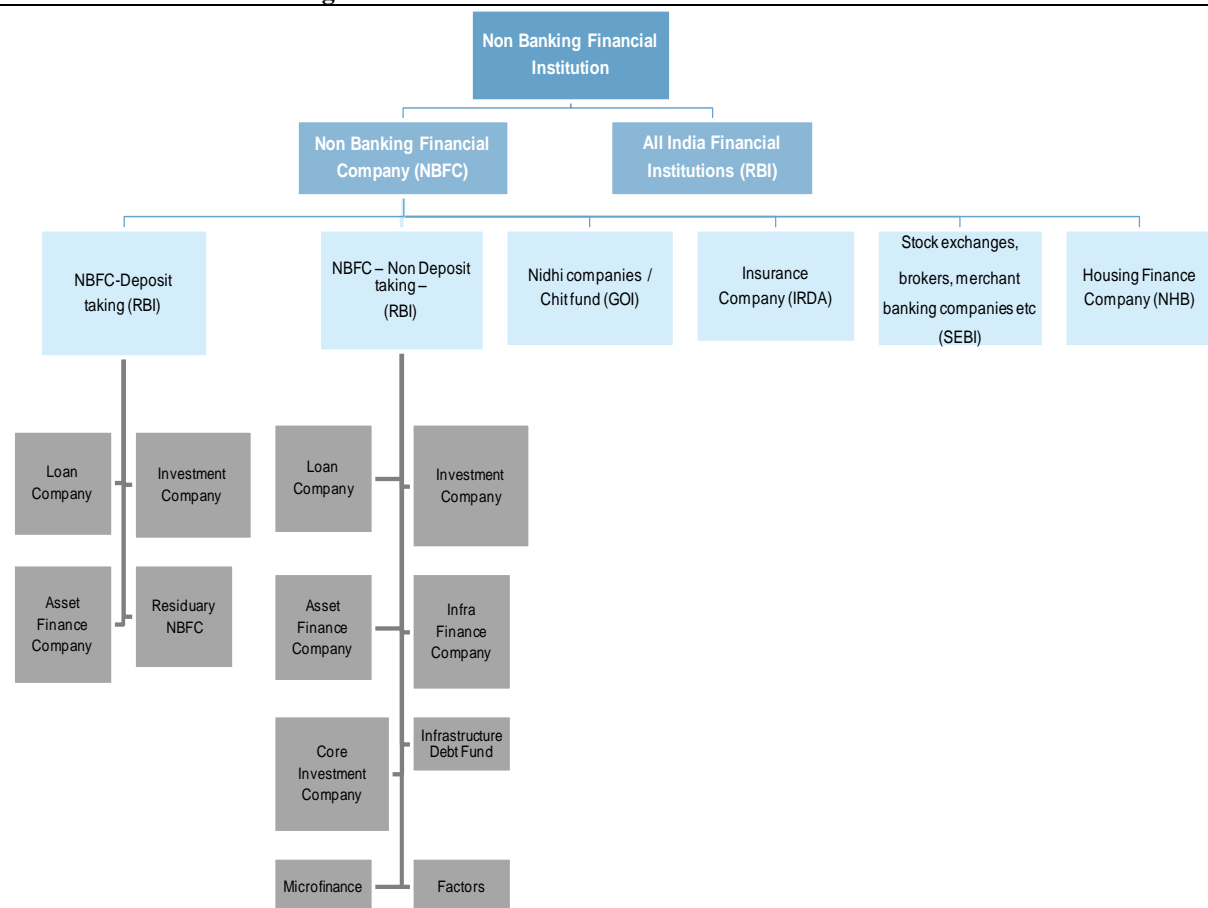 Non Banking Financial
Institution
Non Banking Financial
Company (NBFC)
All India Financial
Institutions (RBI)
NBFC-Deposit
taking (RBI)
NBFC – Non Deposit
taking –
(RBI)
Nidhi companies /
Chit fund (GOI)
Insurance
Company (IRDA)
Stock exchanges,
brokers, merchant
banking companies etc
(SEBI)
Housing Finance
Company (NHB)
Loan
Company
Investment
Company
Asset
Finance
Company
Residuary
NBFC
Loan
Company
Investment
Company
Asset
Finance
Company
Infra
Finance
Company
Core
Investment
Company
Infrastructure
Debt Fund
Microfinance
Factors